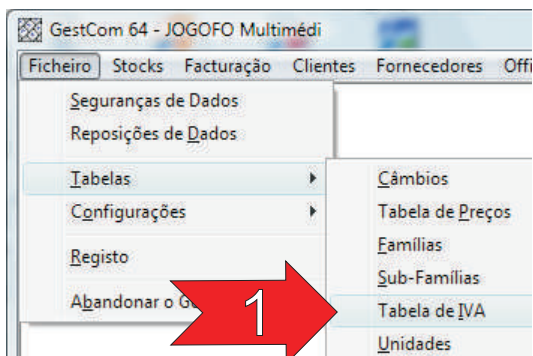 GestCom 64 - JOGOFO Multimédi
Ficheiro Stocks Facturação Clientes Fornecedores Offi
Seguranças de Dados
Reposições de Dados
Tabelas
Configurações
Registo
Abandonar o
Câmbios
Tabela de Preços
Famílias
Sub-Famílias
Tabela de IVA
Unidades
1